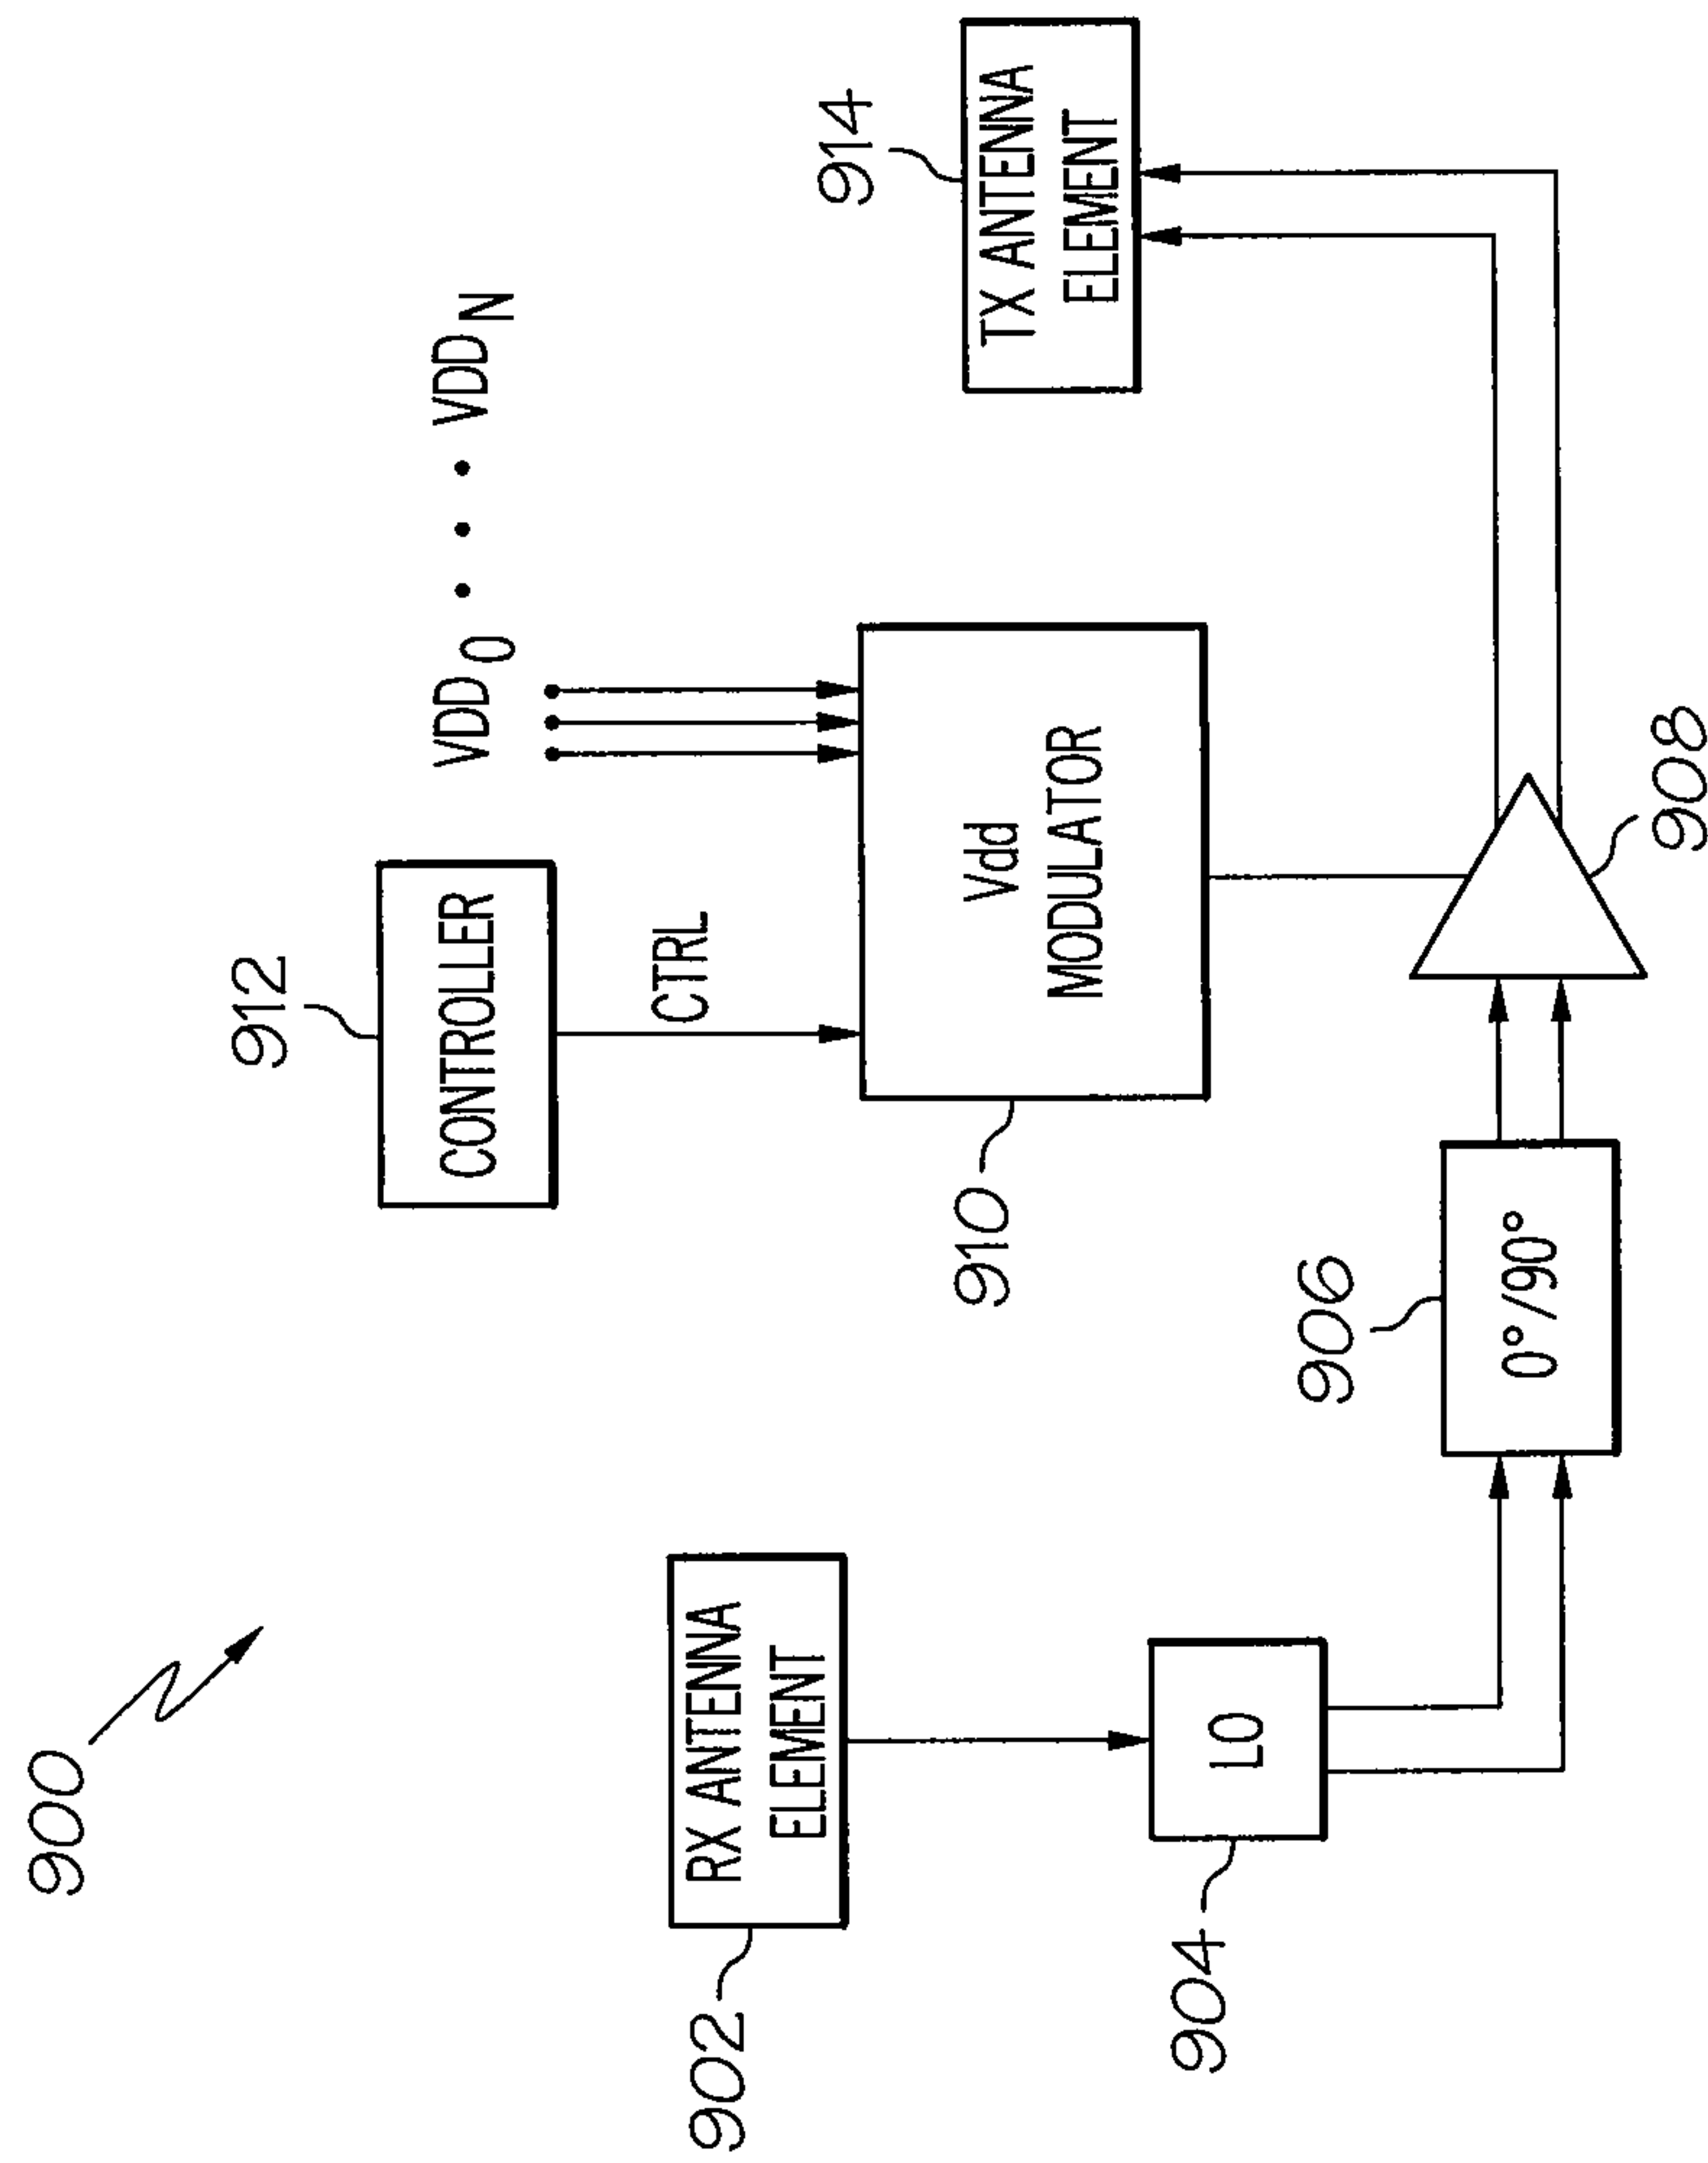 900
912
CONTROLLER
VDD0 • • • VDDN
CTRL
902
RX ANTENNA
ELEMENT
910
Vdd
MODULATOR
914
TX ANTENNA
ELEMENT
904
LO
906
0°/90°
908